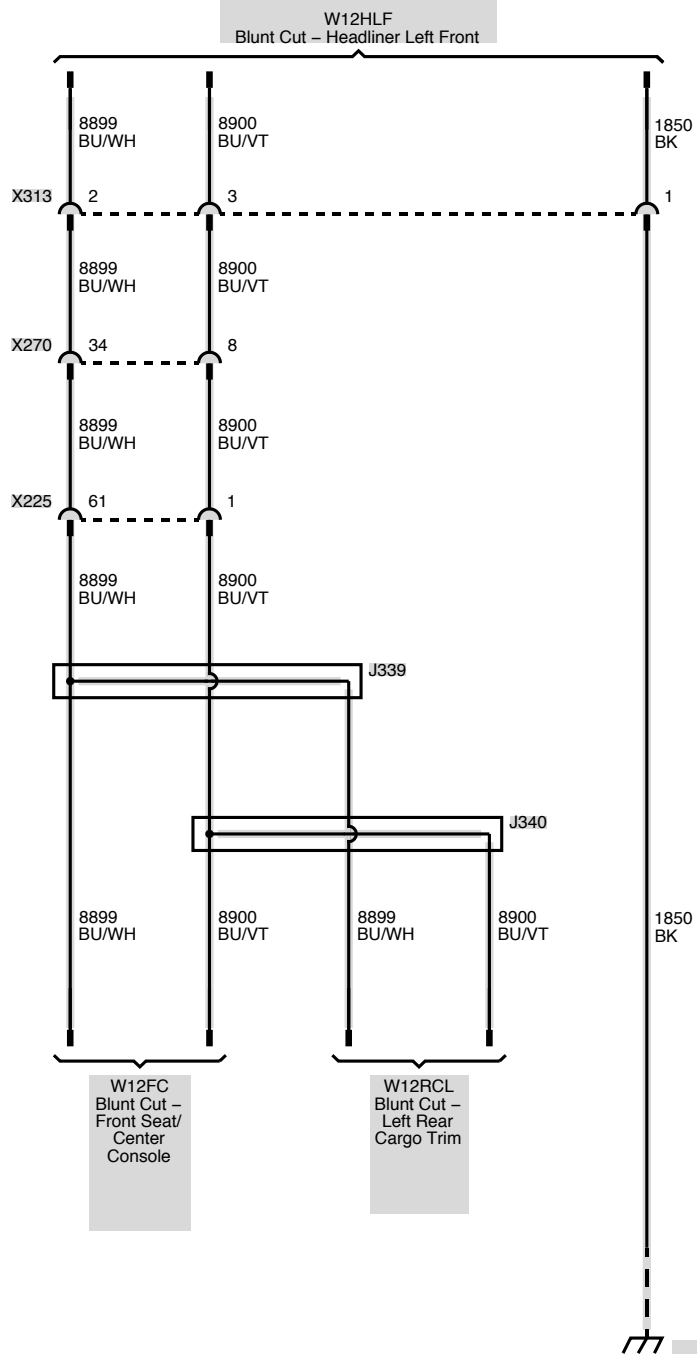 W12HLF
Blunt Cut – Headliner Left Front
8899
BU/WH
8900
BU/VT
1850
BK
X313
2
3
1
8899
BU/WH
8900
BU/VT
X270
34
8
8899
BU/WH
8900
BU/VT
X225
61
1
8899
BU/WH
8900
BU/VT
J339
J340
8899
BU/WH
8900
BU/VT
8899
BU/WH
8900
BU/VT
1850
BK
W12FC
Blunt Cut –
Front Seat/
Center
Console
W12RCL
Blunt Cut –
Left Rear
Cargo Trim